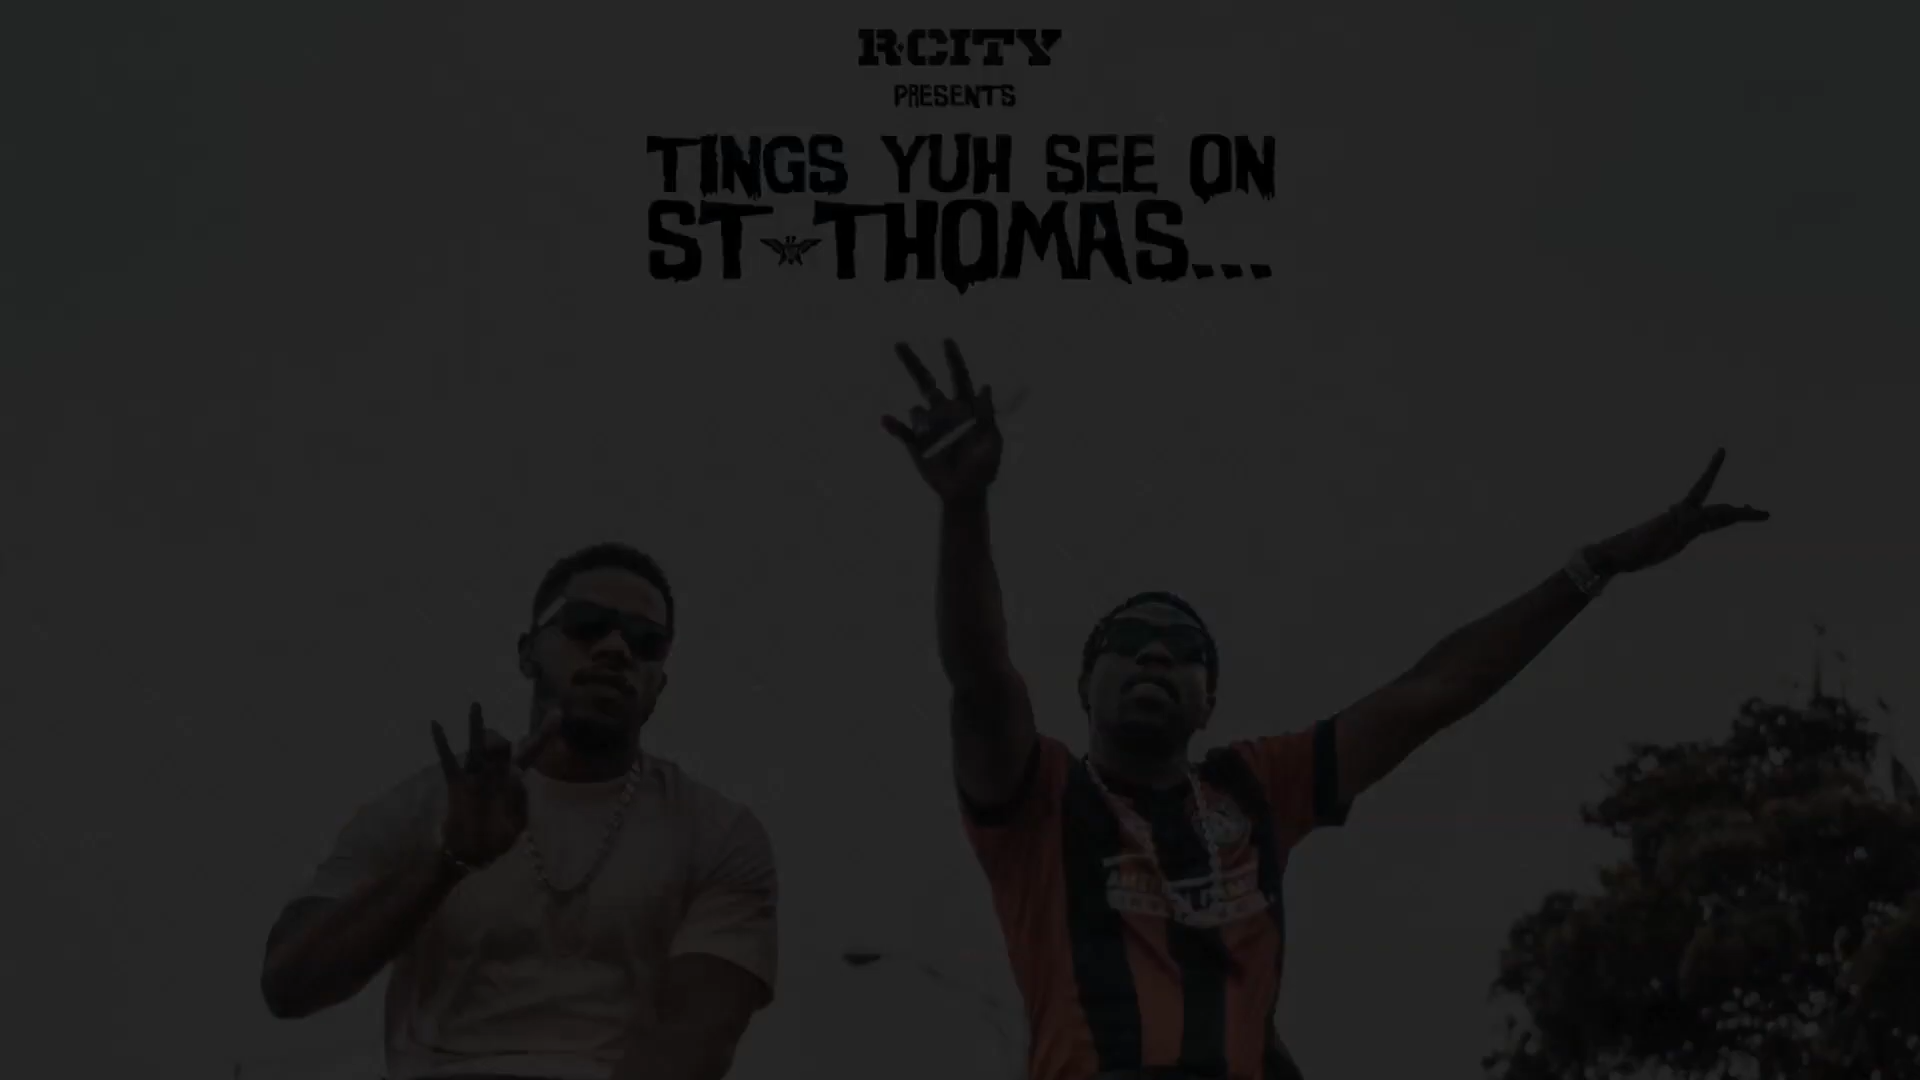 R•CITY
PRESENTS
TINGS YUH SEE ON
ST THOMAS...